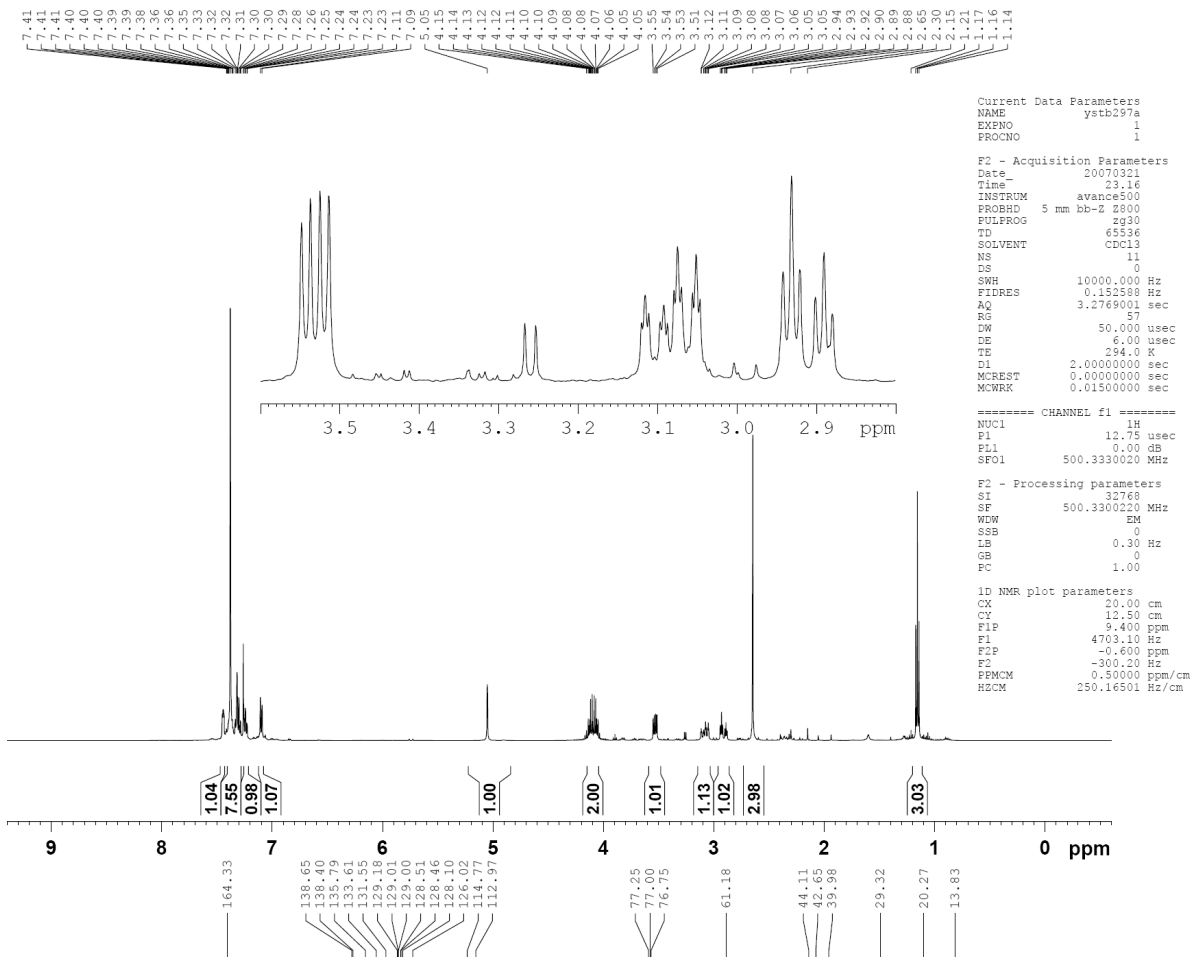 7.41 7.41 7.41 7.40 7.40 7.40 7.39 7.39 7.38 7.36 7.36 7.35 7.33 7.32 7.32 7.31 7.30 7.30 7.29 7.28 7.26 7.25 7.24 7.24 7.23 7.23 7.11 7.09 5.05 4.15 4.14 4.13 4.12 4.12 4.11 4.10 4.10 4.09 4.08 4.08 4.07 4.06 4.05 4.05 3.55 3.54 3.53 3.51 3.12 3.11 3.09 3.08 3.08 3.07 3.06 3.05 3.05 2.94 2.93 2.92 2.90 2.89 2.88 2.65 2.30 2.15 1.21 1.17 1.16 1.14
Current Data Parameters
NAME ystb297a
EXPNO 1
PROCNO 1
F2 - Acquisition Parameters
Date_ 20070321
Time 23.16
INSTRUM avance500
PROBHD 5 mm bb-Z Z800
PULPROG zg30
TD 65536
SOLVENT CDCl3
NS 11
DS 0
SWH 10000.000 Hz
FIDRES 0.152588 Hz
AQ 3.2769001 sec
RG 57
DW 50.000 usec
DE 6.00 usec
TE 294.0 K
D1 2.00000000 sec
MCREST 0.00000000 sec
MCWRK 0.01500000 sec
======== CHANNEL f1 ========
NUC1 1H
P1 12.75 usec
PL1 0.00 dB
SFO1 500.3330020 MHz
F2 - Processing parameters
SI 32768
SF 500.3300220 MHz
WDW EM
SSB 0
LB 0.30 Hz
GB 0
PC 1.00
1D NMR plot parameters
CX 20.00 cm
CY 12.50 cm
F1P 9.400 ppm
F1 4703.10 Hz
F2P -0.600 ppm
F2 -300.20 Hz
PPMCM 0.50000 ppm/cm
HZCM 250.16501 Hz/cm
3.5 3.4 3.3 3.2 3.1 3.0 2.9 ppm
1.04 7.55 0.98 1.07 1.00 2.00 1.01 1.13 1.02 2.98 3.03
9 8 7 6 5 4 3 2 1 0 ppm
164.33 138.65 138.40 135.79 133.61 131.55 129.18 129.01 129.00 128.51 128.46 128.10 126.02 114.77 112.97 77.25 77.00 76.75 61.18 44.11 42.65 39.98 29.32 20.27 13.83